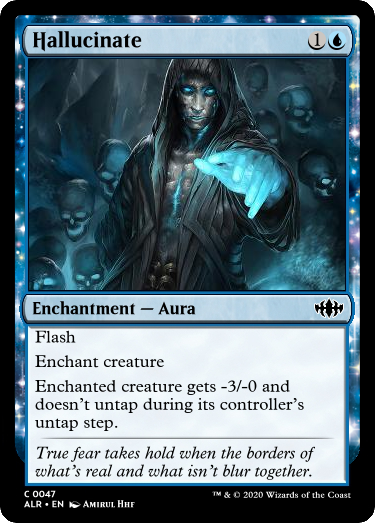 Hallucinate 1
Enchantment — Aura
Flash
Enchant creature
Enchanted creature gets -3/-0 and
doesn't untap during its controller's
untap step.
True fear takes hold when the borders of
what's real and what isn't blur together.
C 0047
ALR • EN Amirul Hhf
™ & © 2020 Wizards of the Coast